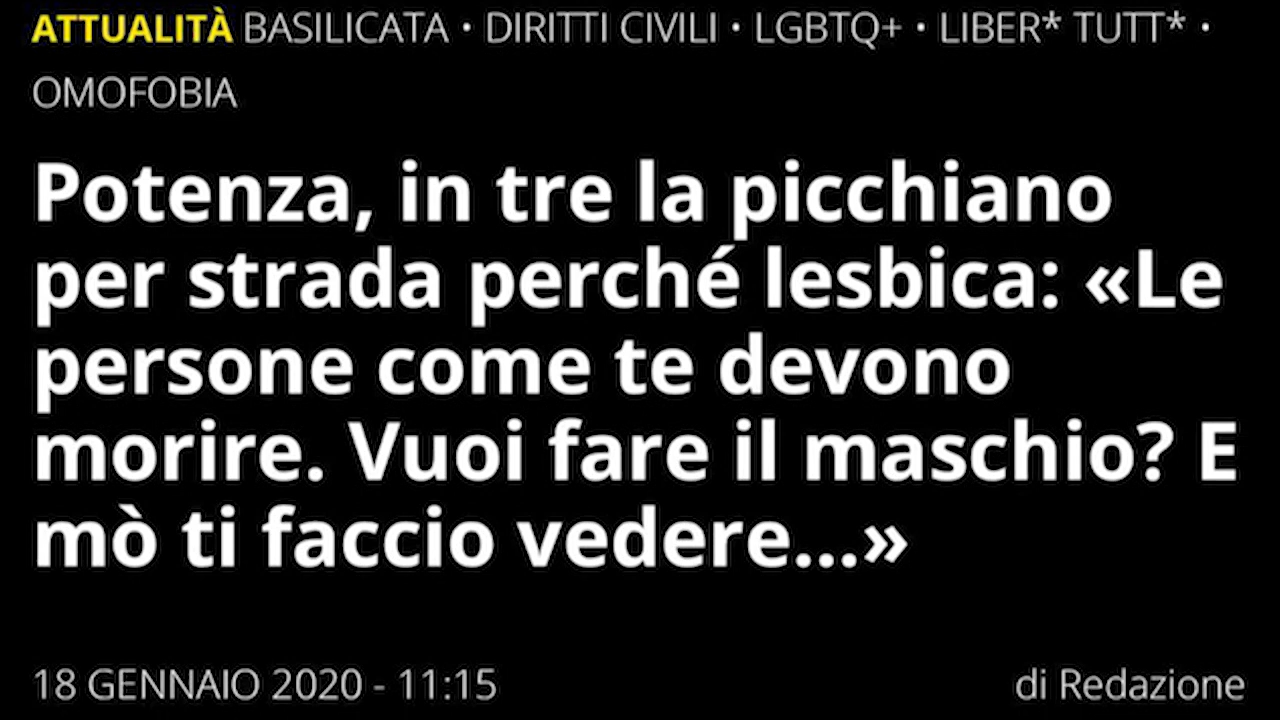 ATTUALITÀ BASILICATA • DIRITTI CIVILI • LGBTQ+ • LIBER* TUTT* •
OMOFOBIA
Potenza, in tre la picchiano
per strada perché lesbica: «Le
persone come te devono
morire. Vuoi fare il maschio? E
mò ti faccio vedere...»
18 GENNAIO 2020 - 11:15
di Redazione